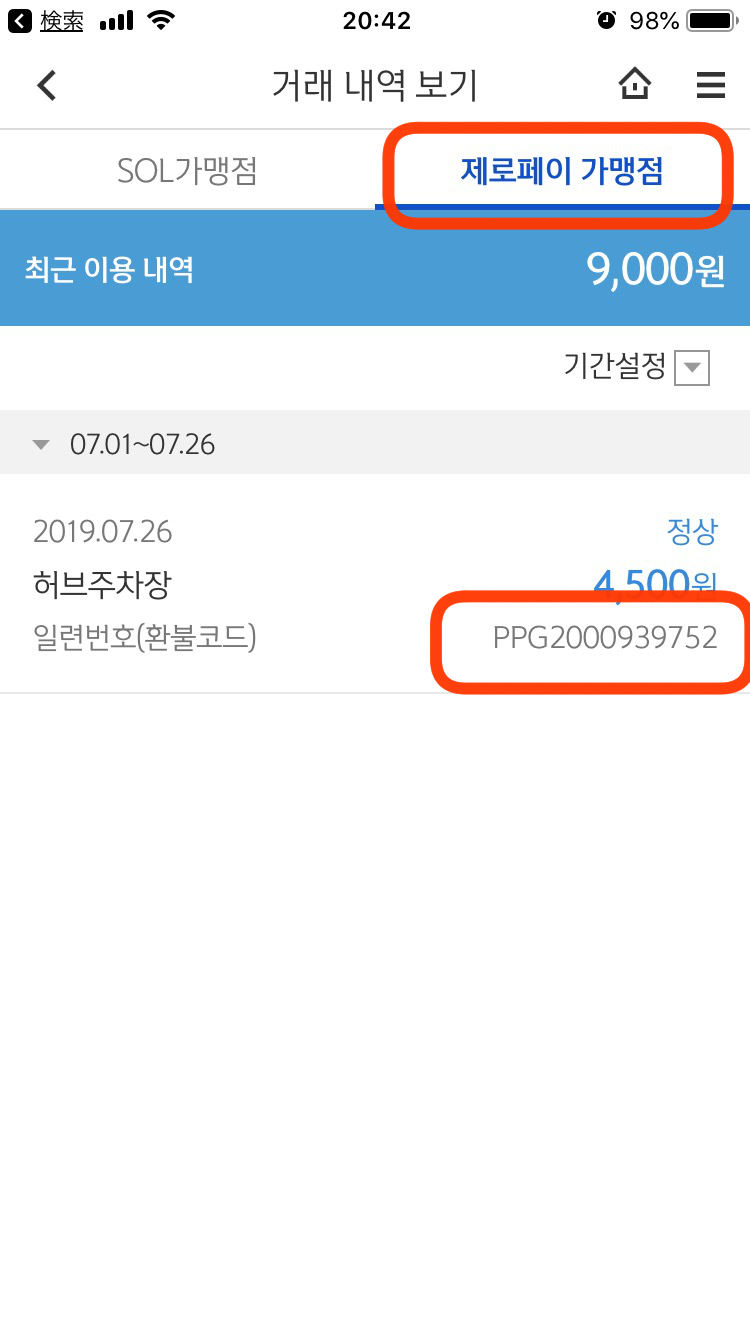 検索 20:42 98%
거래 내역 보기
SOL가맹점 제로페이 가맹점
최근 이용 내역 9,000원
기간설정
07.01~07.26
2019.07.26 정상
허브주차장 4,500원
일련번호(환불코드) PPG2000939752